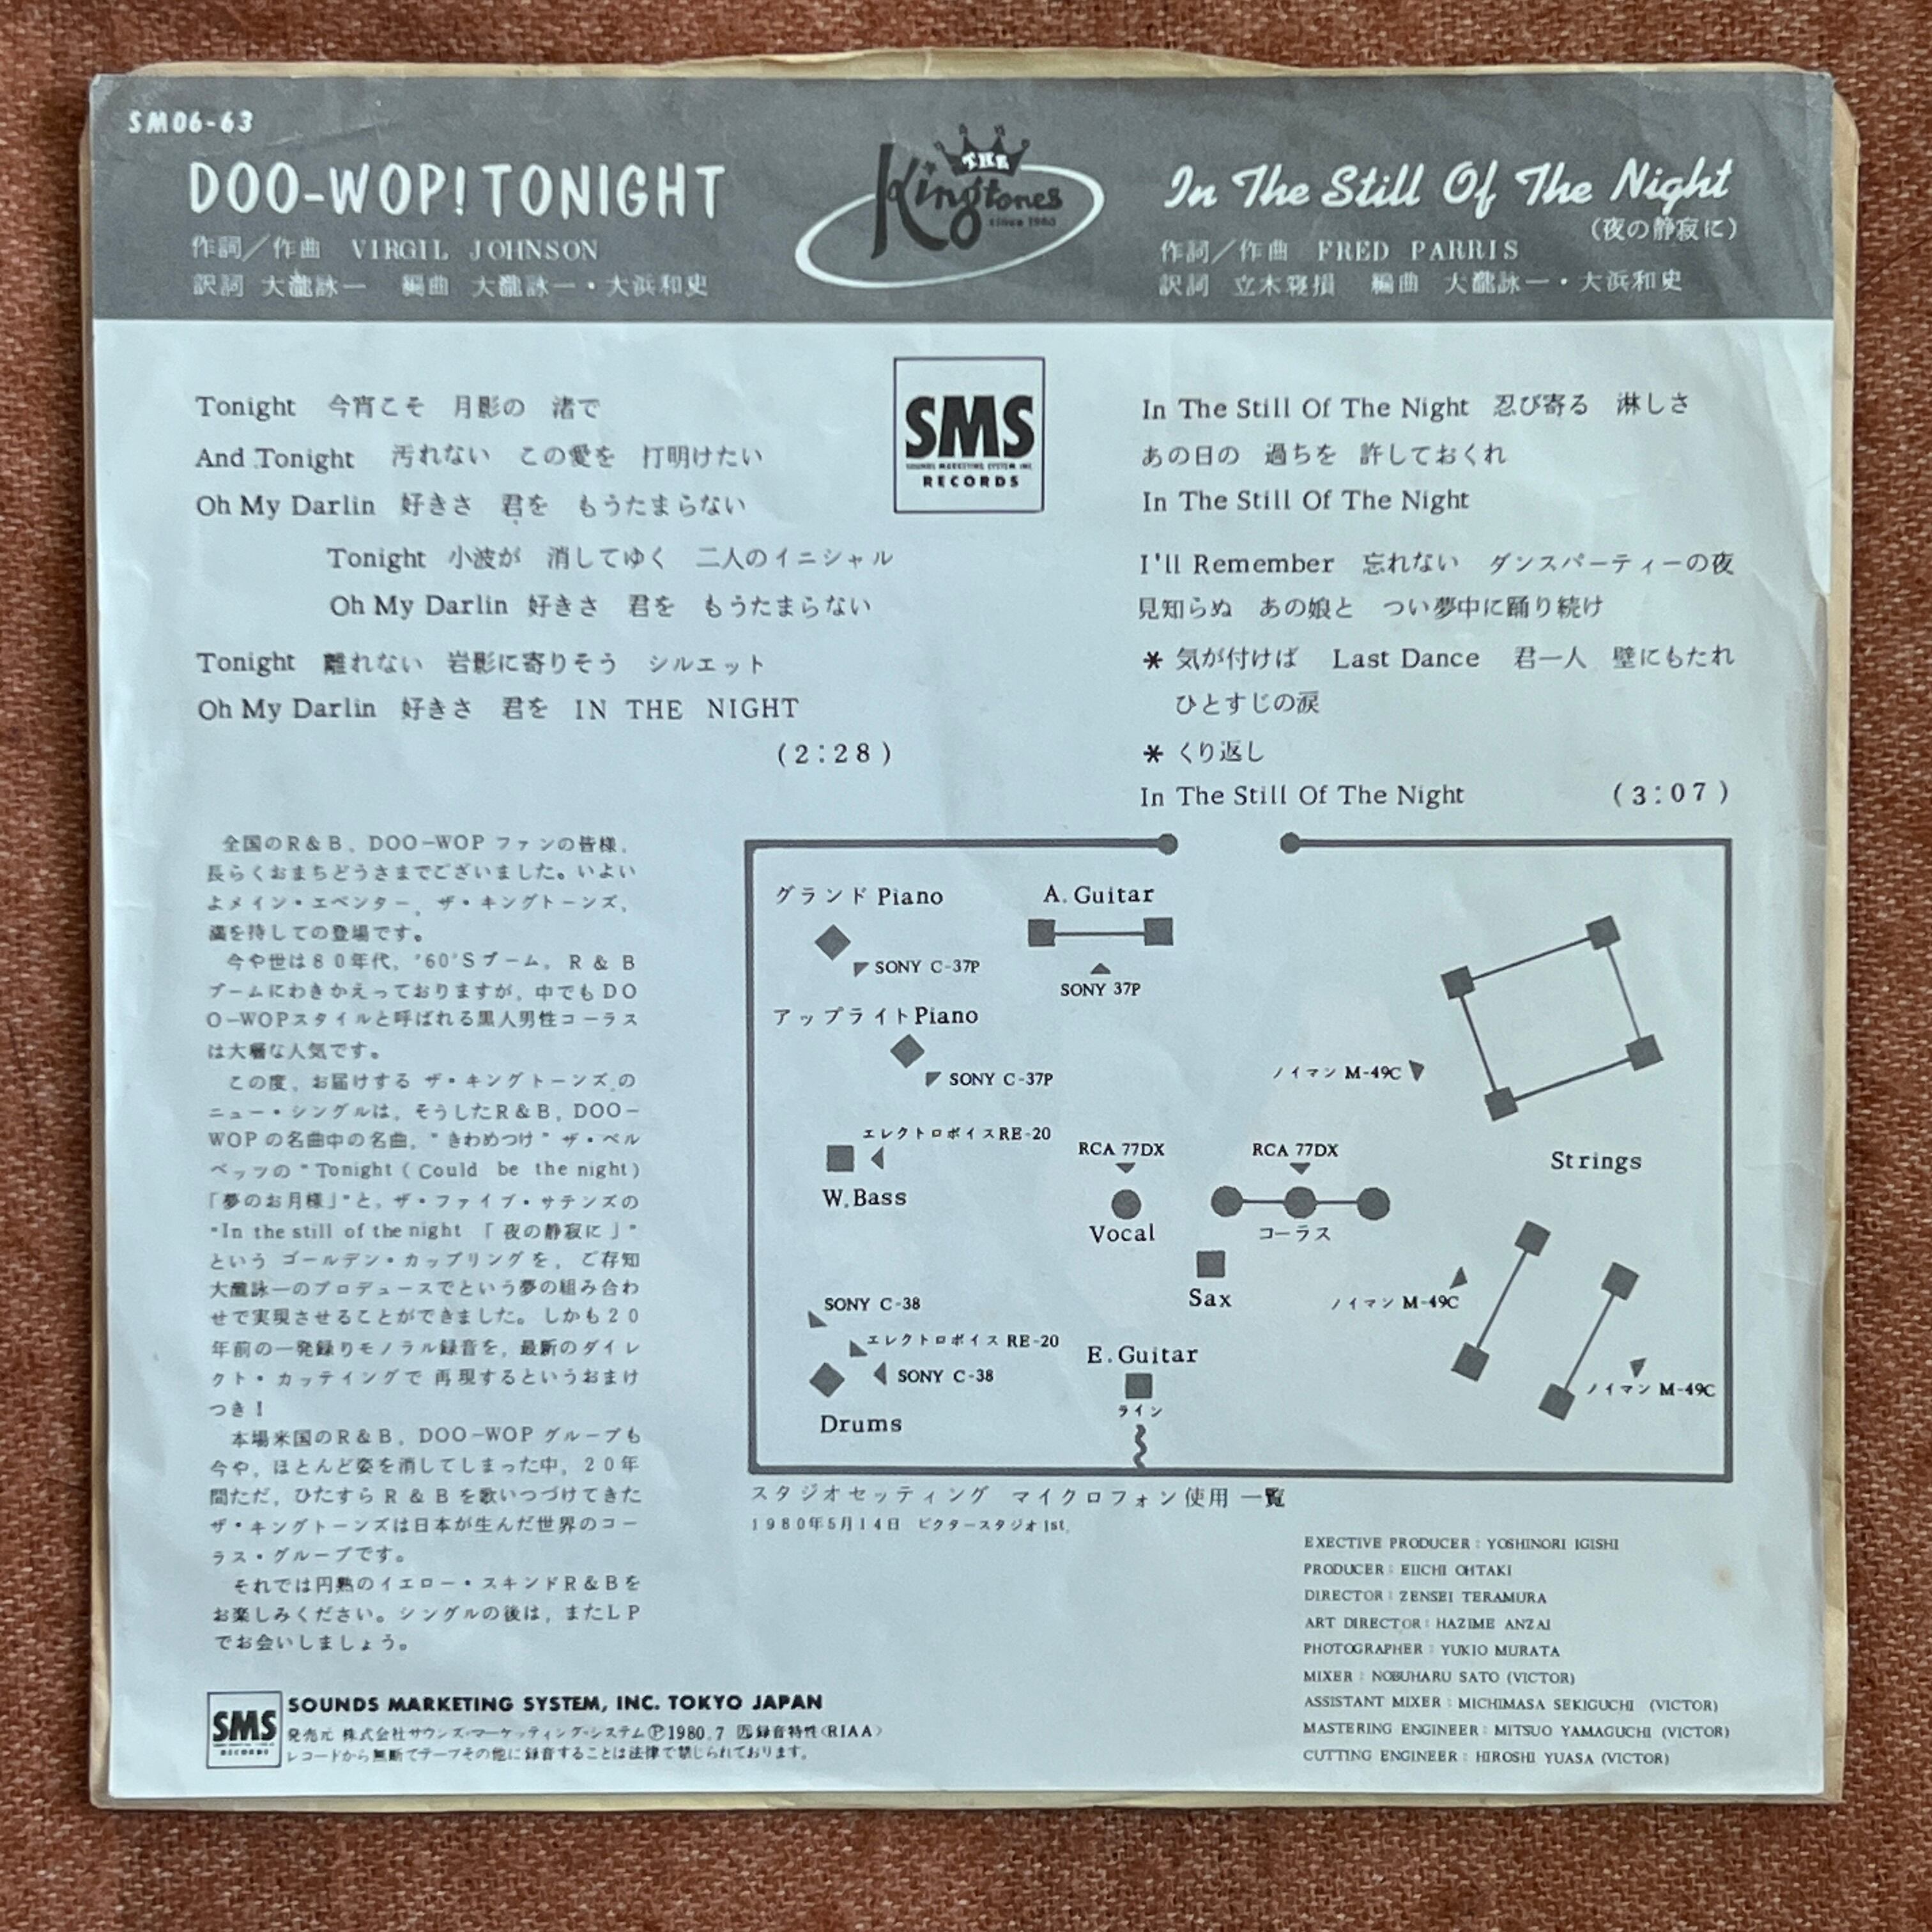 SM06-63
DOO-WOP! TONIGHT
作詞／作曲 VIRGIL JOHNSON
訳詞 大瀧詠一 編曲 大瀧詠一・大浜和史
THE
Kingtones
since 1960
In The Still Of The Night
(夜の静寂に)
作詞／作曲 FRED PARRIS
訳詞 立木寝損 編曲 大瀧詠一・大浜和史
Tonight 今宵こそ 月影の 渚で
And Tonight 汚れない この愛を 打明けたい
Oh My Darlin 好きさ 君を もうたまらない
Tonight 小波が 消してゆく 二人のイニシャル
Oh My Darlin 好きさ 君を もうたまらない
Tonight 離れない 岩影に寄りそう シルエット
Oh My Darlin 好きさ 君を IN THE NIGHT
(2:28)
SMS
SOUNDS MARKETING SYSTEM INC.
RECORDS
In The Still Of The Night 忍び寄る 淋しさ
あの日の 過ちを 許しておくれ
In The Still Of The Night
I'll Remember 忘れない ダンスパーティーの夜
見知らぬ あの娘と つい夢中に踊り続け
* 気が付けば Last Dance 君一人 壁にもたれ
ひとすじの涙
* くり返し
In The Still Of The Night (3:07)
全国のR&B，DOO-WOP ファンの皆様，
長らくおまちどうさまでございました。いよい
よメイン・エベンター，ザ・キングトーンズ，
満を持しての登場です。
今や世は80年代，'60'Sブーム，R&B
ブームにわきかえっておりますが，中でもDO
O-WOPスタイルと呼ばれる黒人男性コーラス
は大層な人気です。
この度，お届けする ザ・キングトーンズの
ニュー・シングルは，そうしたR&B，DOO-
WOPの名曲中の名曲，"きわめつけ" ザ・ベル
ベッツの "Tonight (Could be the night)
「夢のお月様」"と，ザ・ファイブ・サテンズの
"In the still of the night 「夜の静寂に」"
という ゴールデン・カップリングを，ご存知
大瀧詠一のプロデュースでという夢の組み合わ
せで実現させることができました。しかも20
年前の一発録りモノラル録音を，最新のダイレ
クト・カッティングで 再現するというおまけ
つき！
本場米国のR&B，DOO-WOP グループも
今や，ほとんど姿を消してしまった中，20年
間ただ，ひたすらR&Bを歌いつづけてきた
ザ・キングトーンズは日本が生んだ世界のコー
ラス・グループです。
それでは円熟のイエロー・スキンドR&Bを
お楽しみください。シングルの後は，またLP
でお会いしましょう。
グランド Piano
A. Guitar
SONY C-37P
SONY 37P
アップライト Piano
SONY C-37P
ノイマン M-49C
エレクトロボイス RE-20
W. Bass
RCA 77DX
RCA 77DX
Strings
Vocal
コーラス
Sax
ノイマン M-49C
SONY C-38
エレクトロボイス RE-20
SONY C-38
Drums
E. Guitar
ライン
ノイマン M-49C
スタジオセッティング マイクロフォン使用一覧
1980年5月14日 ビクタースタジオ1st.
EXECTIVE PRODUCER : YOSHINORI IGISHI
PRODUCER : EIICHI OHTAKI
DIRECTOR : ZENSEI TERAMURA
ART DIRECTOR : HAZIME ANZAI
PHOTOGRAPHER : YUKIO MURATA
MIXER : NOBUHARU SATO (VICTOR)
ASSISTANT MIXER : MICHIMASA SEKIGUCHI (VICTOR)
MASTERING ENGINEER : MITSUO YAMAGUCHI (VICTOR)
CUTTING ENGINEER : HIROSHI YUASA (VICTOR)
SMS
RECORDS
SOUNDS MARKETING SYSTEM, INC. TOKYO JAPAN
発売元 株式会社サウンズ・マーケッティング・システム Ⓟ1980.7 録音特性〈RIAA〉
レコードから無断でテープその他に録音することは法律で禁じられております。